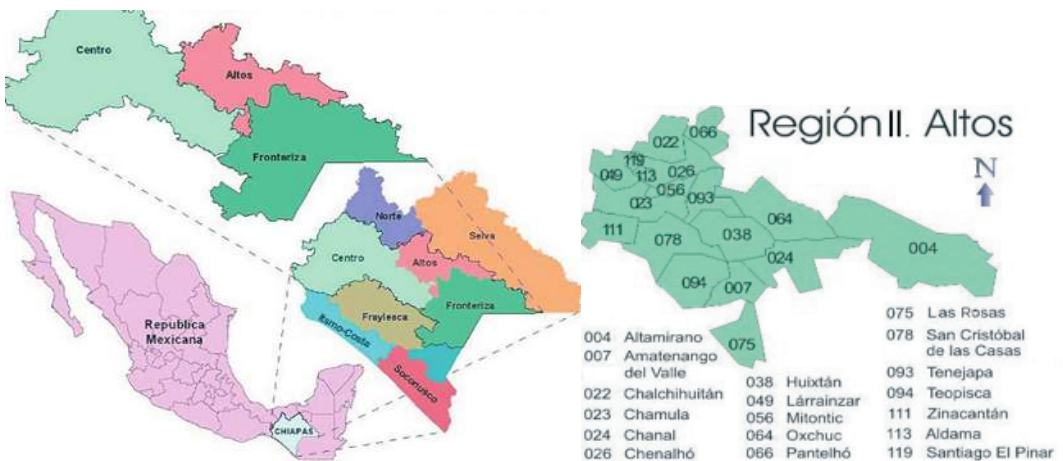 Centro
Altos
Fronteriza
Norte
Selva
Centro
Altos
Fronteriza
Fraylesca
Itsmo-Costa
Soconusco
Republica
Mexicana
CHIAPAS
Región II. Altos
N
066
022
119
049
113
026
056
023
093
111
064
078
038
004
024
094
007
075
004 Altamirano
007 Amatenango
del Valle
022 Chalchihuitán
023 Chamula
024 Chanal
026 Chenalhó
038 Huixtán
049 Lárrainzar
056 Mitontic
064 Oxchuc
066 Pantelhó
075 Las Rosas
078 San Cristóbal
de las Casas
093 Tenejapa
094 Teopisca
111 Zinacantán
113 Aldama
119 Santiago El Pinar